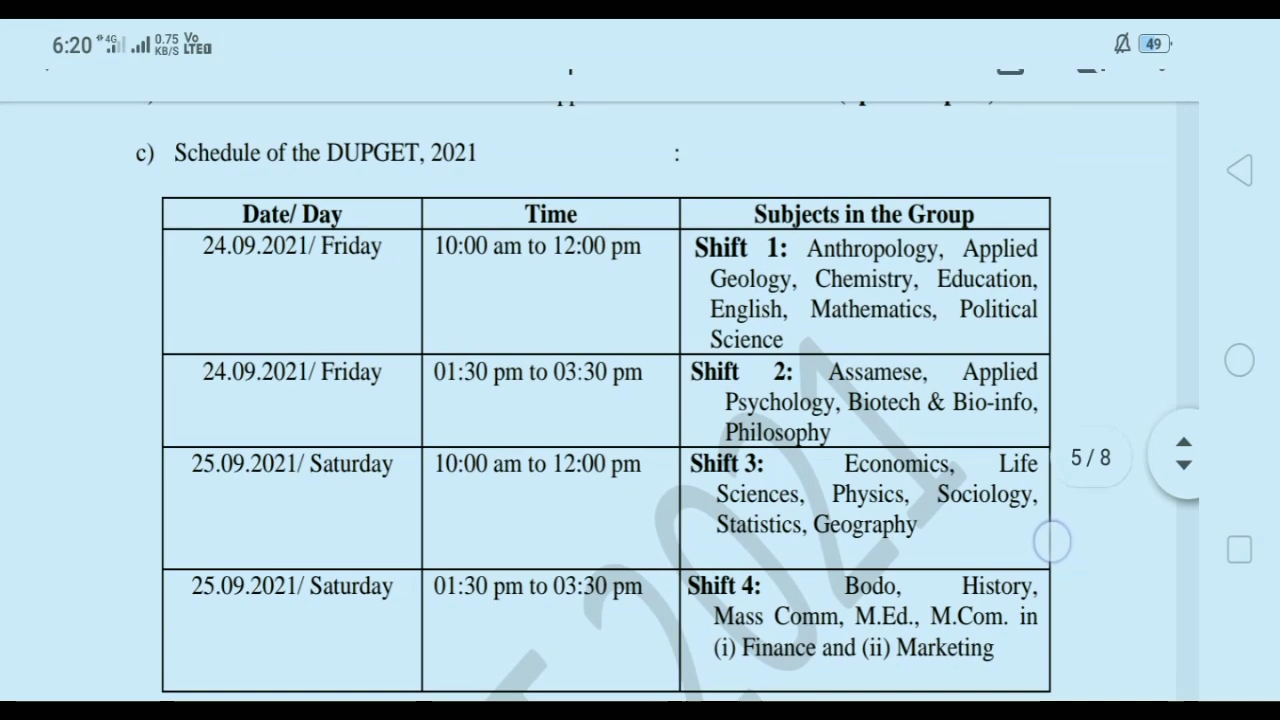 6:20 4G 0.75 KB/S Vo LTE 49
c) Schedule of the DUPGET, 2021 :
Date/ Day Time Subjects in the Group
24.09.2021/ Friday 10:00 am to 12:00 pm Shift 1: Anthropology, Applied
Geology, Chemistry, Education,
English, Mathematics, Political
Science
24.09.2021/ Friday 01:30 pm to 03:30 pm Shift 2: Assamese, Applied
Psychology, Biotech & Bio-info,
Philosophy
25.09.2021/ Saturday 10:00 am to 12:00 pm Shift 3: Economics, Life
Sciences, Physics, Sociology,
Statistics, Geography
5 / 8
25.09.2021/ Saturday 01:30 pm to 03:30 pm Shift 4: Bodo, History,
Mass Comm, M.Ed., M.Com. in
(i) Finance and (ii) Marketing
2021